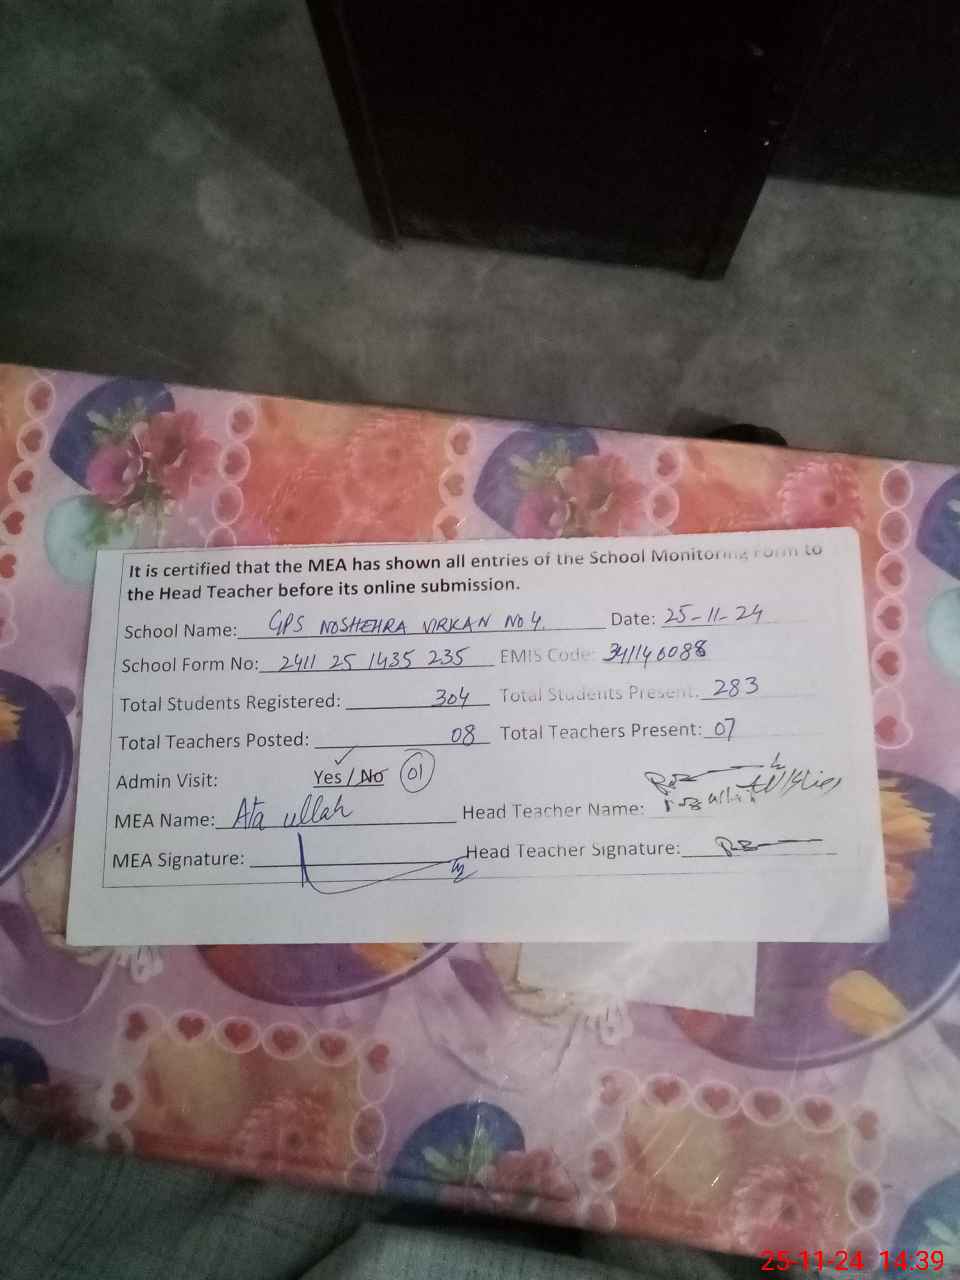 It is certified that the MEA has shown all entries of the School Monitoring Form to
the Head Teacher before its online submission.
School Name: GPS NOSHEHRA VIRKAN No 4. Date: 25-11-24
School Form No: 2411 25 1435 235 EMIS Code: 341140088
Total Students Registered: 304 Total Students Present: 283
Total Teachers Posted: 08 Total Teachers Present: 07
Admin Visit: Yes / No 01
MEA Name: Ata ullah Head Teacher Name:
MEA Signature: Head Teacher Signature:
25-11-24 14:39